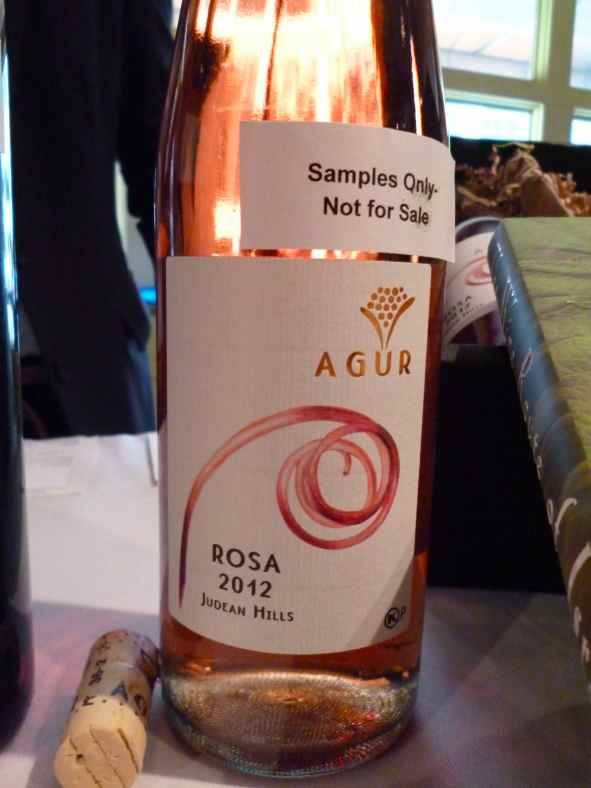 Samples Only-
Not for Sale
AGUR
ROSA
2012
JUDEAN HILLS
K P